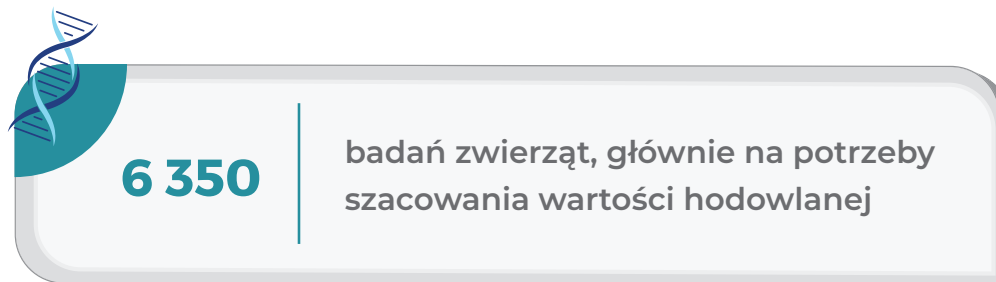 6 350
badań zwierząt, głównie na potrzeby
szacowania wartości hodowlanej